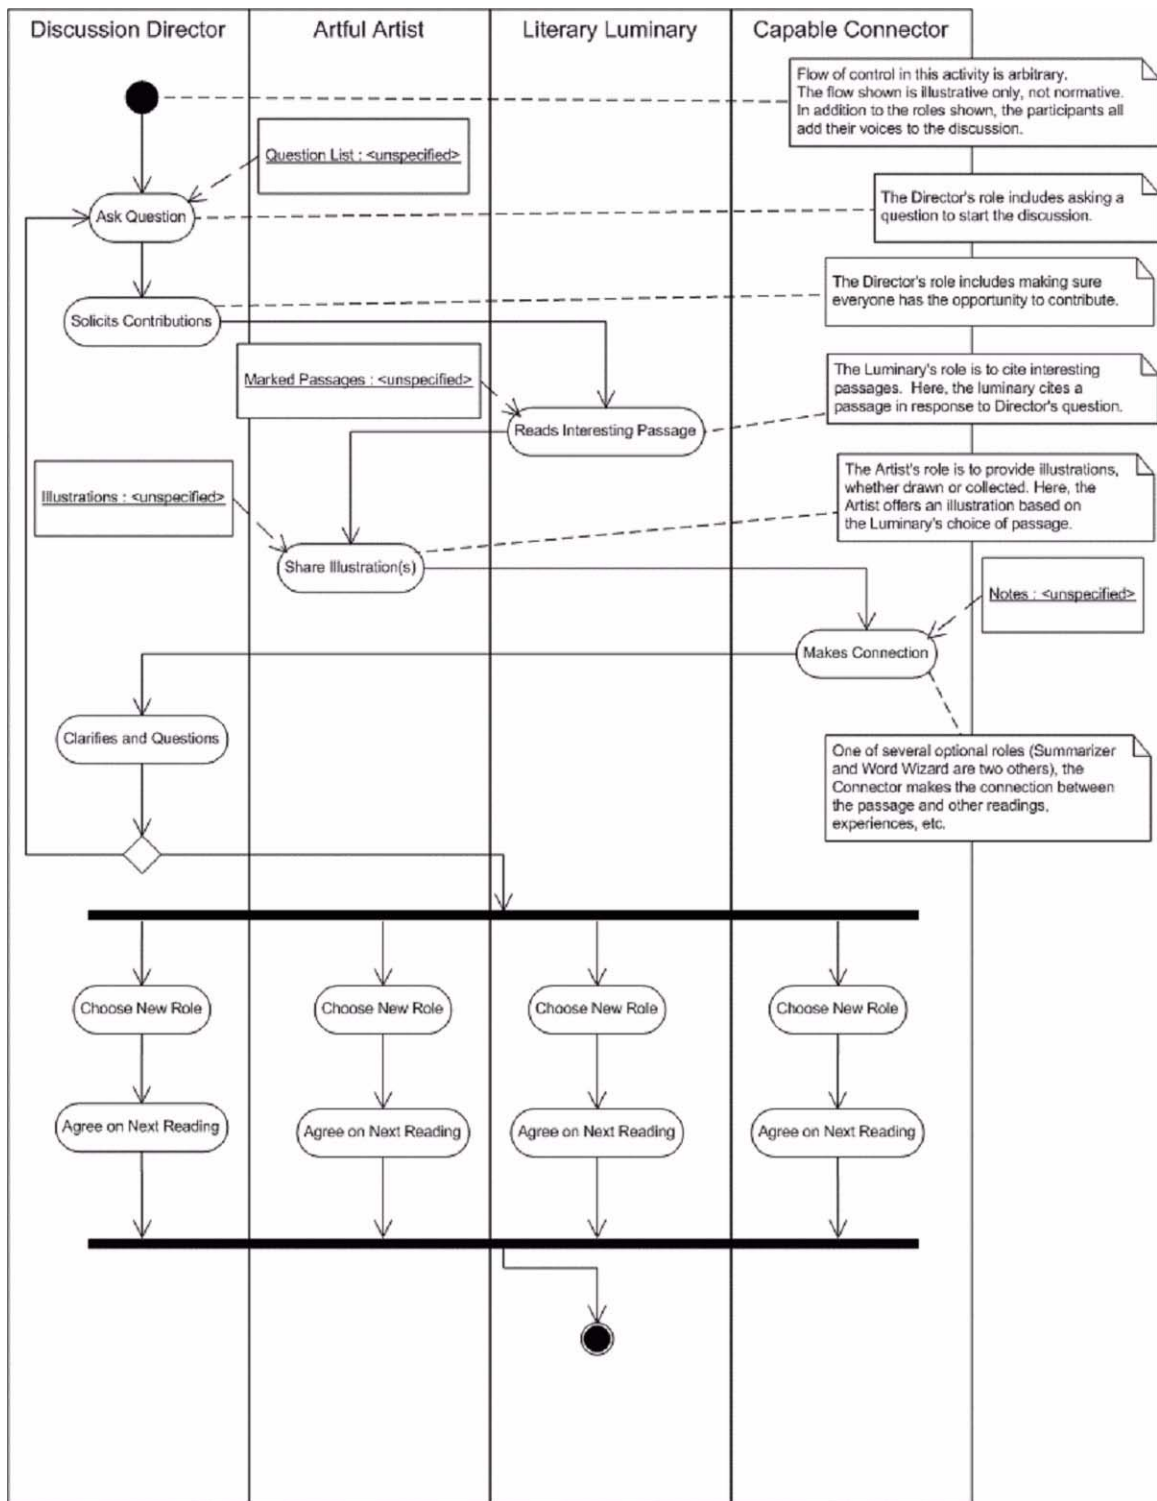 Discussion Director
Artful Artist
Literary Luminary
Capable Connector
Flow of control in this activity is arbitrary.
The flow shown is illustrative only, not normative.
In addition to the roles shown, the participants all
add their voices to the discussion.
Question List : <unspecified>
Ask Question
The Director's role includes asking a
question to start the discussion.
The Director's role includes making sure
everyone has the opportunity to contribute.
Solicits Contributions
Marked Passages : <unspecified>
The Luminary's role is to cite interesting
passages.  Here, the luminary cites a
passage in response to Director's question.
Reads Interesting Passage
Illustrations : <unspecified>
The Artist's role is to provide illustrations,
whether drawn or collected. Here, the
Artist offers an illustration based on
the Luminary's choice of passage.
Share Illustration(s)
Notes : <unspecified>
Makes Connection
Clarifies and Questions
One of several optional roles (Summarizer
and Word Wizard are two others), the
Connector makes the connection between
the passage and other readings,
experiences, etc.
Choose New Role
Choose New Role
Choose New Role
Choose New Role
Agree on Next Reading
Agree on Next Reading
Agree on Next Reading
Agree on Next Reading